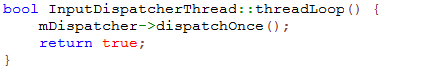 bool InputDispatcherThread::threadLoop() {
    mDispatcher->dispatchOnce();
    return true;
}